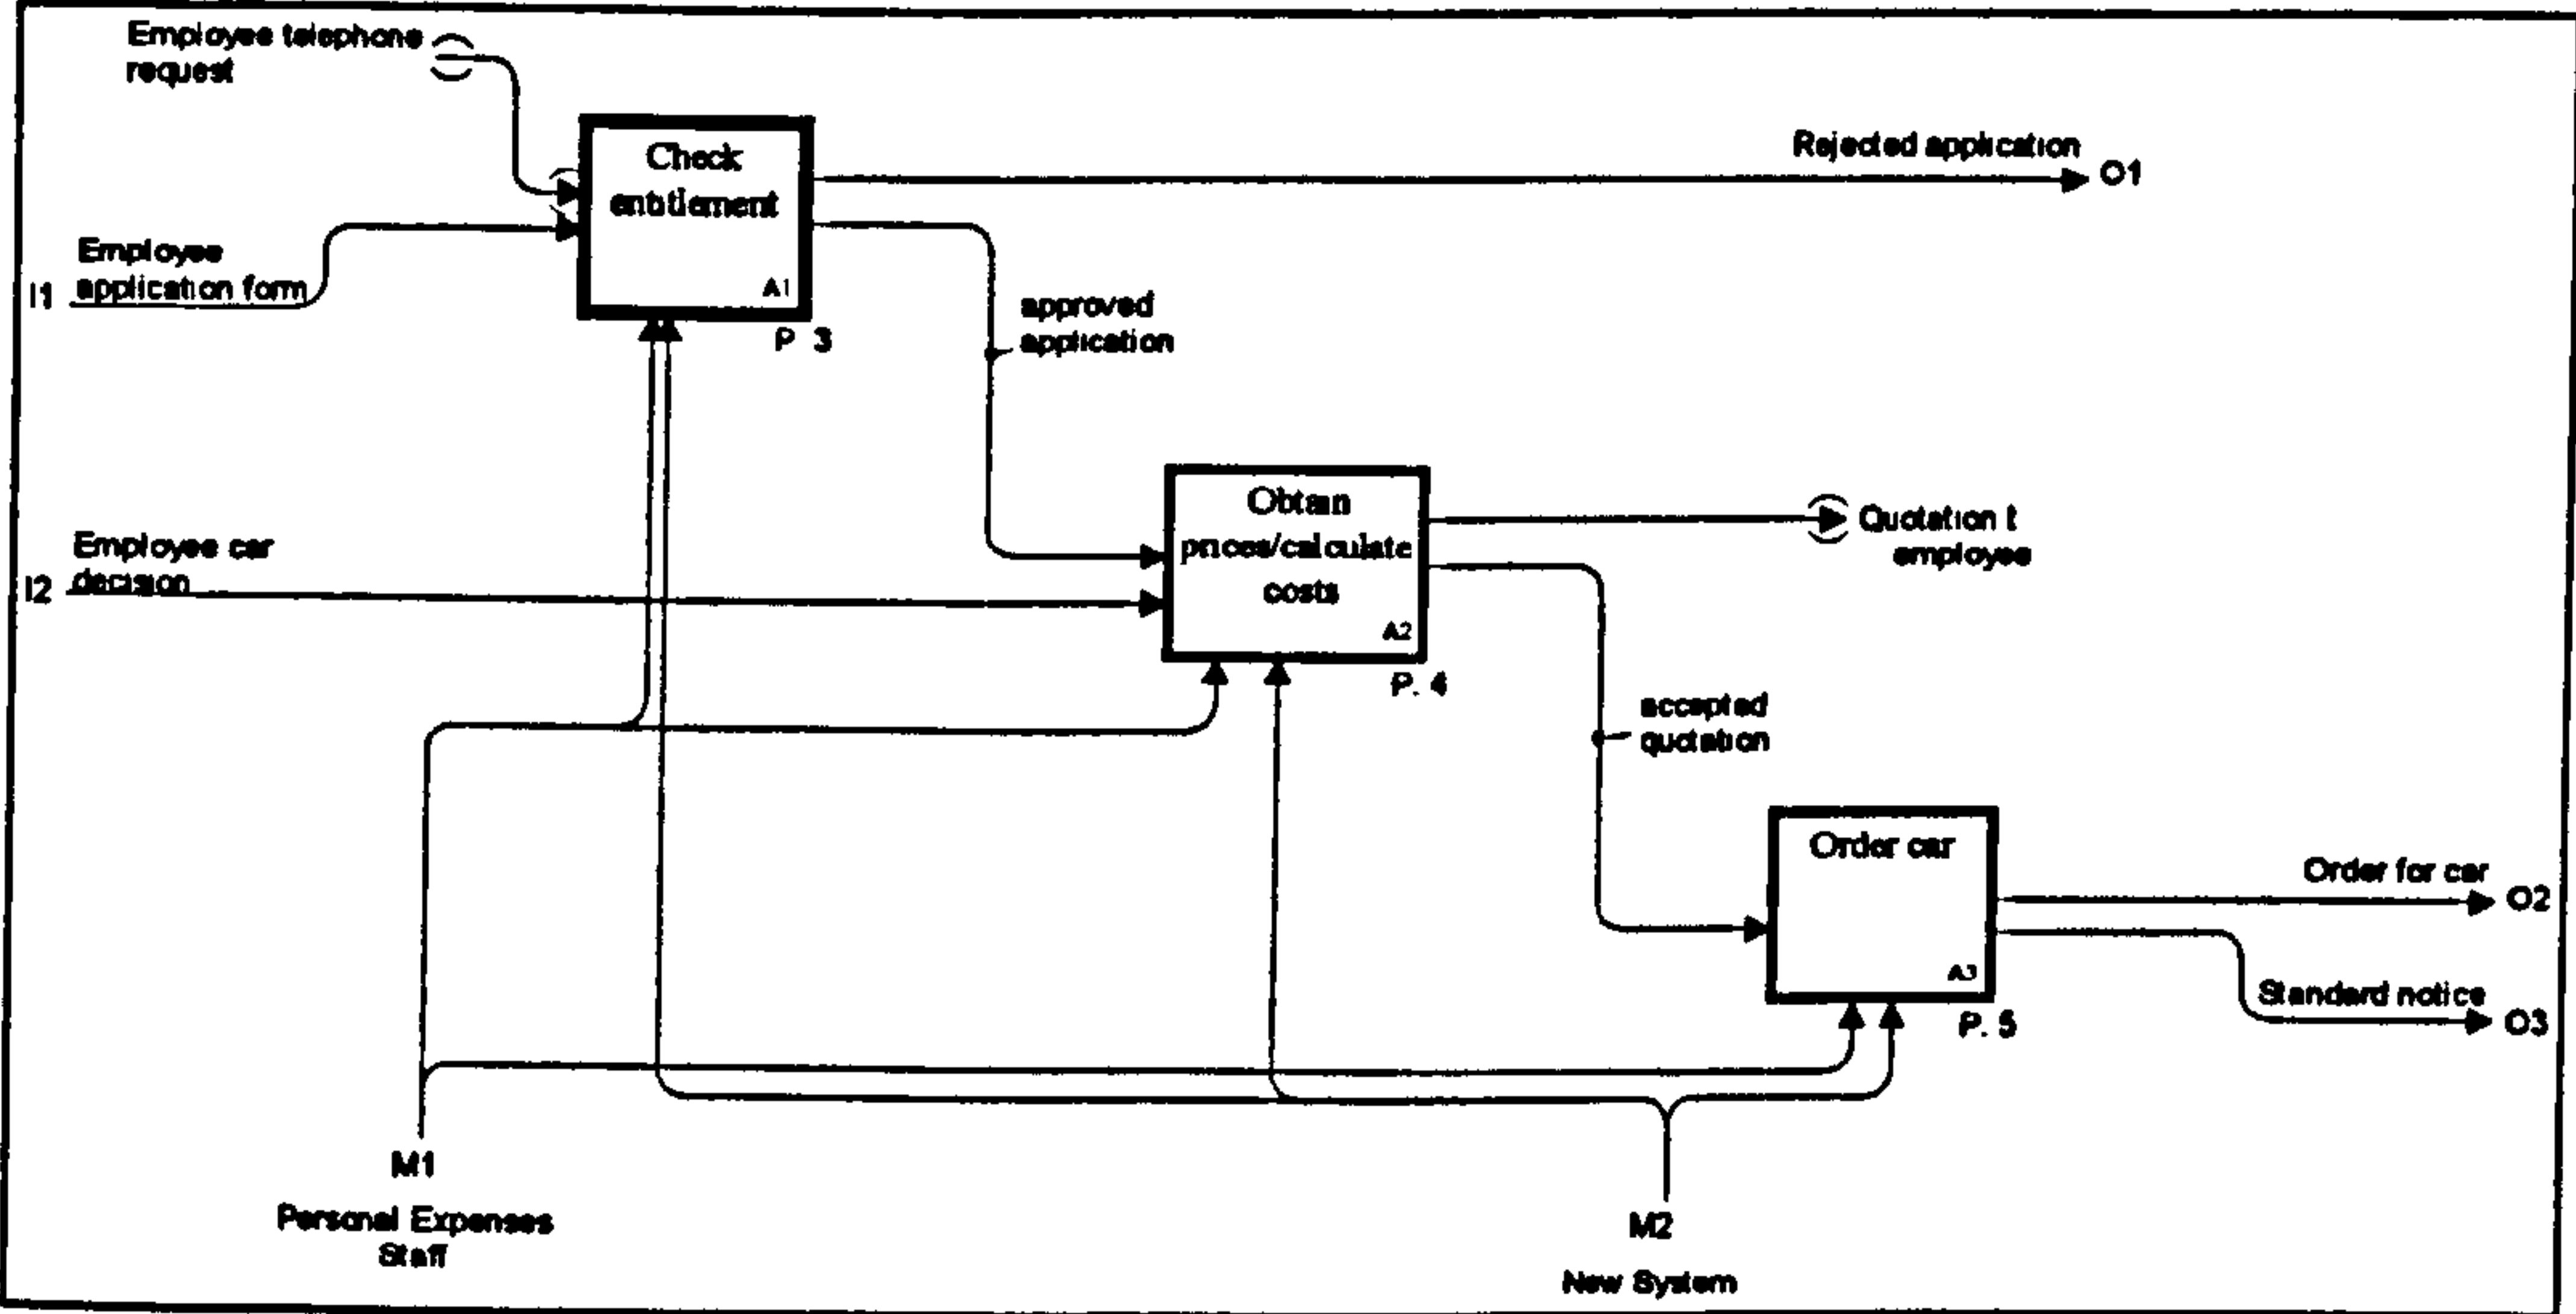 Employee telephone
request
Check
entitlement
A1
P 3
Rejected application
O1
Employee
application form
I1
approved
application
Obtain
prices/calculate
costs
A2
P. 4
Quotation t
employee
Employee car
decision
I2
accepted
quotation
Order car
A3
P. 5
Order for car
O2
Standard notice
O3
M1
Personal Expenses
Staff
M2
New System